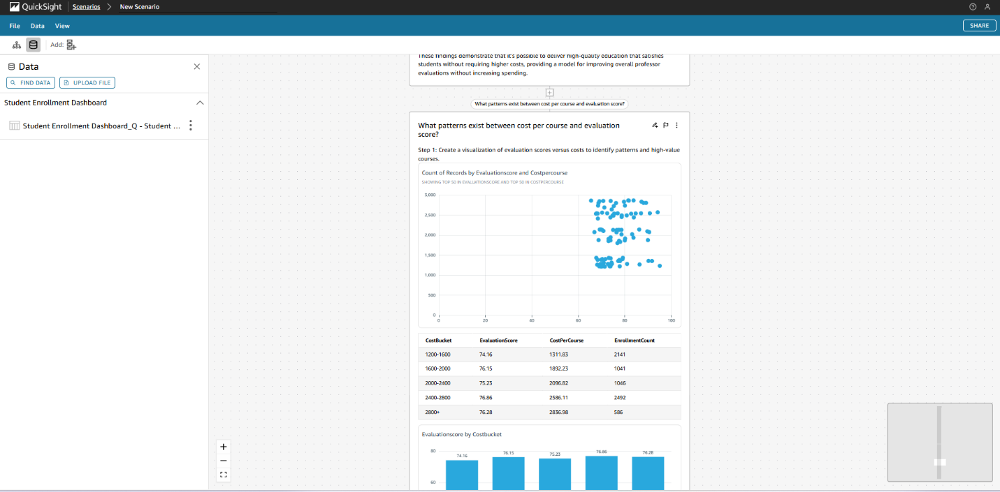 QuickSight
Scenarios
New Scenario
File
Data
View
SHARE
Add:
Data
FIND DATA
UPLOAD FILE
Student Enrollment Dashboard
Student Enrollment Dashboard_Q - Student ...
These findings demonstrate that it's possible to deliver high-quality education that satisfies
students without requiring higher costs, providing a model for improving overall professor
evaluations without increasing spending.
What patterns exist between cost per course and evaluation score?
What patterns exist between cost per course and evaluation
score?
Step 1: Create a visualization of evaluation scores versus costs to identify patterns and high-value
courses.
Count of Records by Evaluationscore and Costpercourse
SHOWING TOP 50 IN EVALUATIONSCORE AND TOP 50 IN COSTPERCOURSE
3,000
2,500
2,000
1,500
1,000
500
0
0 20 40 60 80 100
CostBucket EvaluationScore CostPerCourse EnrollmentCount
1200-1600 74.16 1311.83 2141
1600-2000 76.15 1892.23 1041
2000-2400 75.23 2096.82 1046
2400-2800 76.86 2586.11 2492
2800+ 76.28 2836.98 586
Evaluationscore by Costbucket
80
74.16 76.15 75.23 76.86 76.28
60